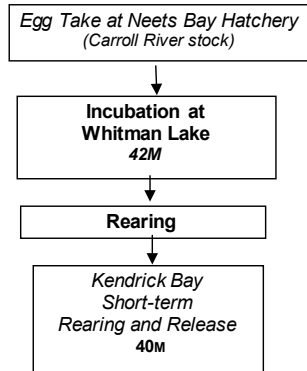 Egg Take at Neets Bay Hatchery
(Carroll River stock)
Incubation at
Whitman Lake
42M
Rearing
Kendrick Bay
Short-term
Rearing and Release
40M